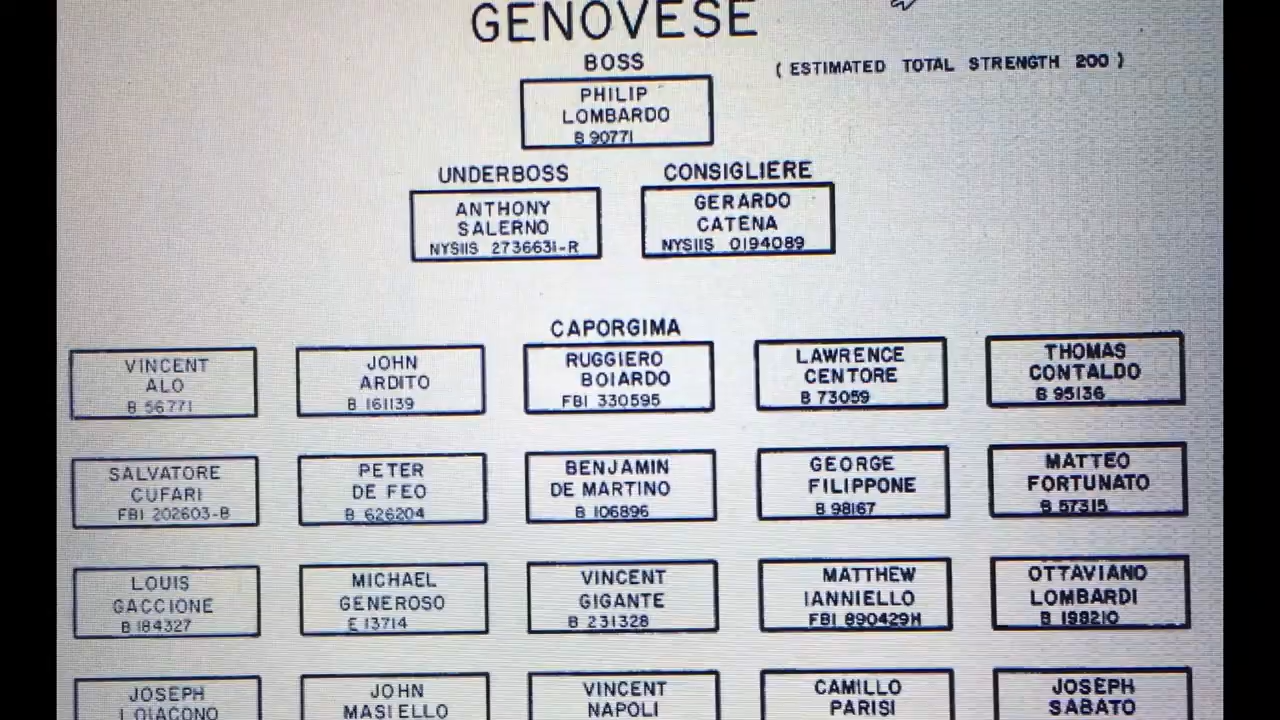 GENOVESE
BOSS
( ESTIMATED TOTAL STRENGTH 200 )
PHILIP
LOMBARDO
B 90771
UNDERBOSS
ANTHONY
SALERNO
NYSIIS 2736631-R
CONSIGLIERE
GERARDO
CATENA
NYSIIS 0194089
CAPORGIMA
VINCENT
ALO
B 56771
JOHN
ARDITO
B 161139
RUGGIERO
BOIARDO
FBI 330595
LAWRENCE
CENTORE
B 73059
THOMAS
CONTALDO
B 95136
SALVATORE
CUFARI
FBI 202603-B
PETER
DE FEO
B 626204
BENJAMIN
DE MARTINO
B 106896
GEORGE
FILIPPONE
B 98167
MATTEO
FORTUNATO
B 57315
LOUIS
GACCIONE
B 184327
MICHAEL
GENEROSO
E 13714
VINCENT
GIGANTE
B 231328
MATTHEW
IANNIELLO
FBI 890429H
OTTAVIANO
LOMBARDI
B 198210
JOSEPH
LOIACONO
JOHN
MASIELLO
VINCENT
NAPOLI
CAMILLO
PARISI
JOSEPH
SABATO